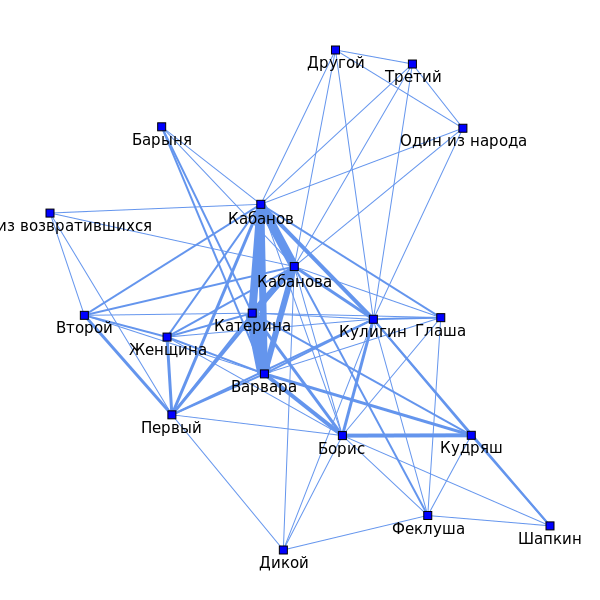 Другой
Третий
Барыня
Один из народа
Кабанов
из возвратившихся
Кабанова
Катерина
Кулигин
Глаша
Второй
Женщина
Варвара
Первый
Борис
Кудряш
Феклуша
Шапкин
Дикой